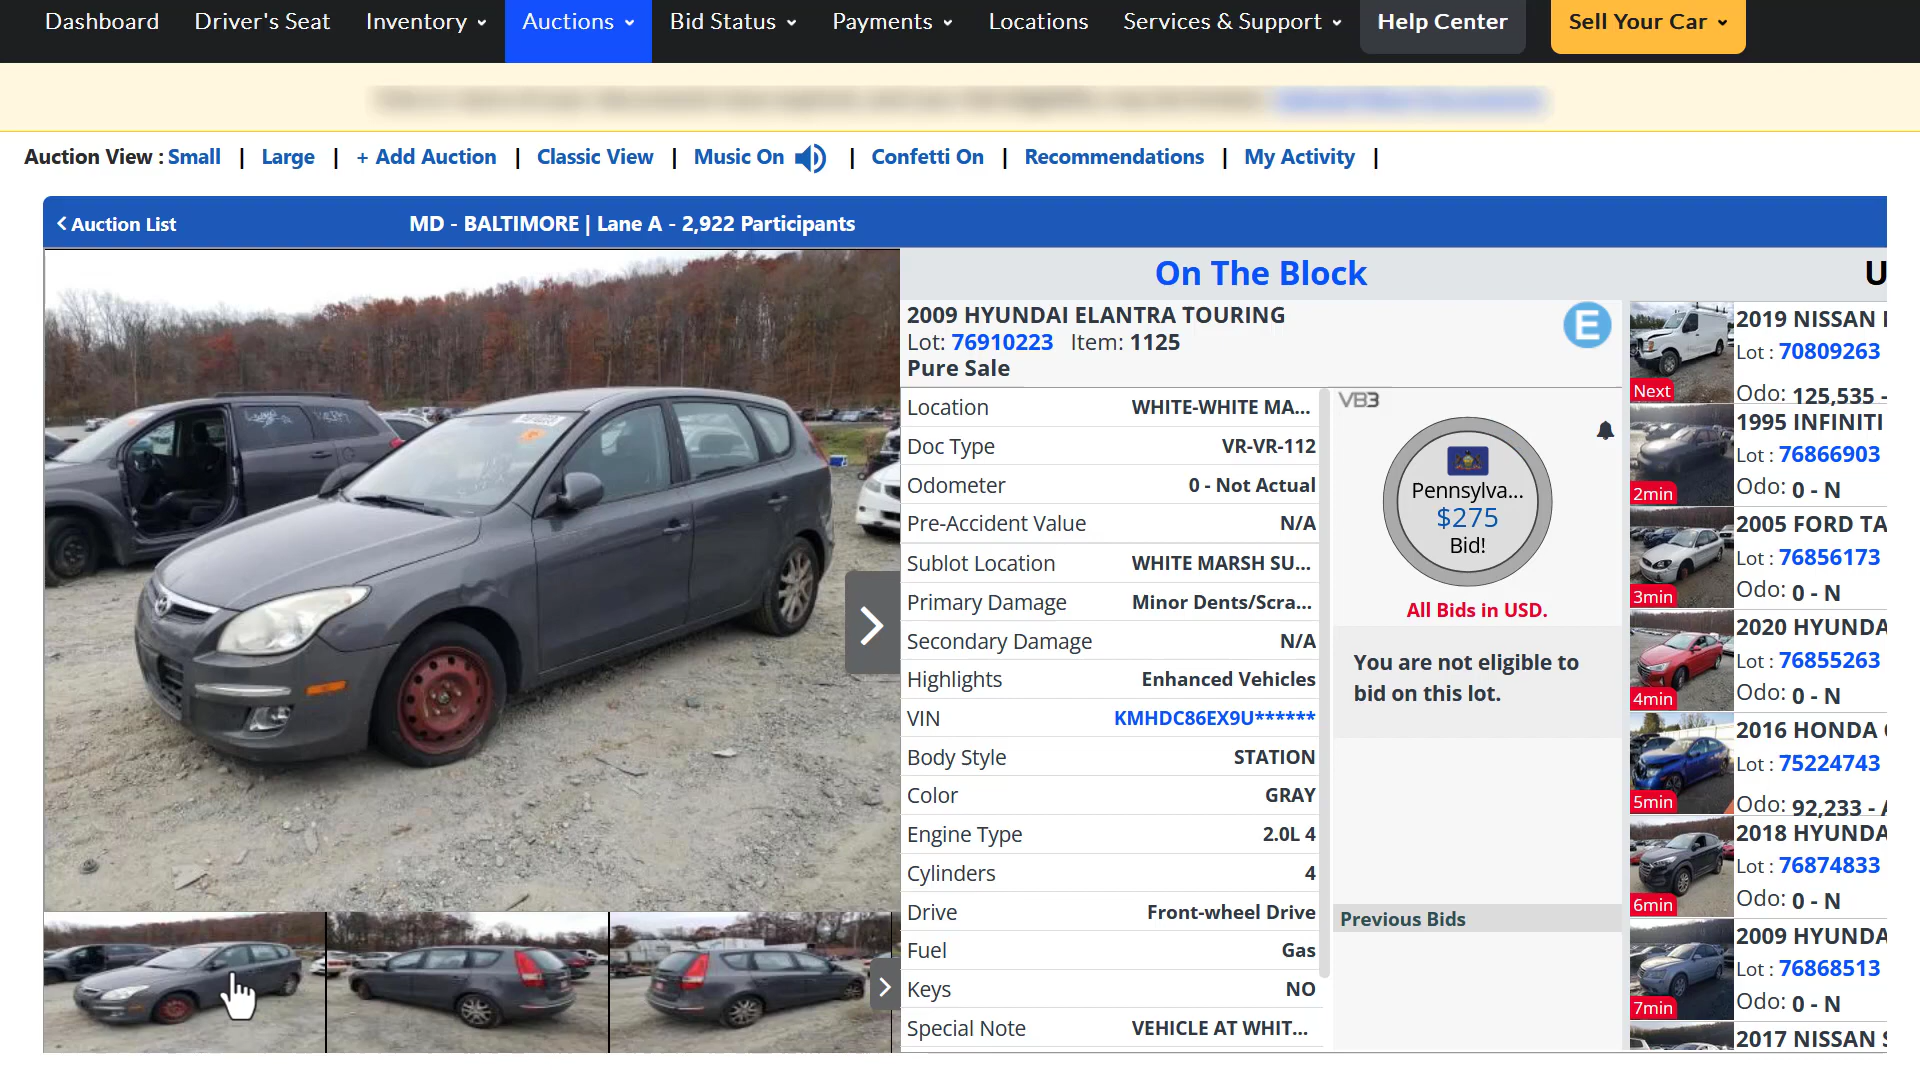 Dashboard Driver's Seat Inventory Auctions Bid Status Payments Locations Services & Support Help Center Sell Your Car
Auction View : Small | Large | + Add Auction | Classic View | Music On | Confetti On | Recommendations | My Activity |
Auction List
MD - BALTIMORE | Lane A - 2,922 Participants
On The Block
2009 HYUNDAI ELANTRA TOURING
Lot: 76910223 Item: 1125
Pure Sale
E
Location WHITE-WHITE MA...
Doc Type VR-VR-112
Odometer 0 - Not Actual
Pre-Accident Value N/A
Sublot Location WHITE MARSH SU...
Primary Damage Minor Dents/Scra...
Secondary Damage N/A
Highlights Enhanced Vehicles
VIN KMHDC86EX9U******
Body Style STATION
Color GRAY
Engine Type 2.0L 4
Cylinders 4
Drive Front-wheel Drive
Fuel Gas
Keys NO
Special Note VEHICLE AT WHIT...
VB3
Pennsylva...
$275
Bid!
All Bids in USD.
You are not eligible to
bid on this lot.
Previous Bids
U
2019 NISSAN
Lot : 70809263
Next
Odo: 125,535 -
1995 INFINITI
Lot : 76866903
2min
Odo: 0 - N
2005 FORD TA
Lot : 76856173
3min
Odo: 0 - N
2020 HYUNDA
Lot : 76855263
4min
Odo: 0 - N
2016 HONDA
Lot : 75224743
5min
Odo: 92,233 - A
2018 HYUNDA
Lot : 76874833
6min
Odo: 0 - N
2009 HYUNDA
Lot : 76868513
7min
Odo: 0 - N
2017 NISSAN S